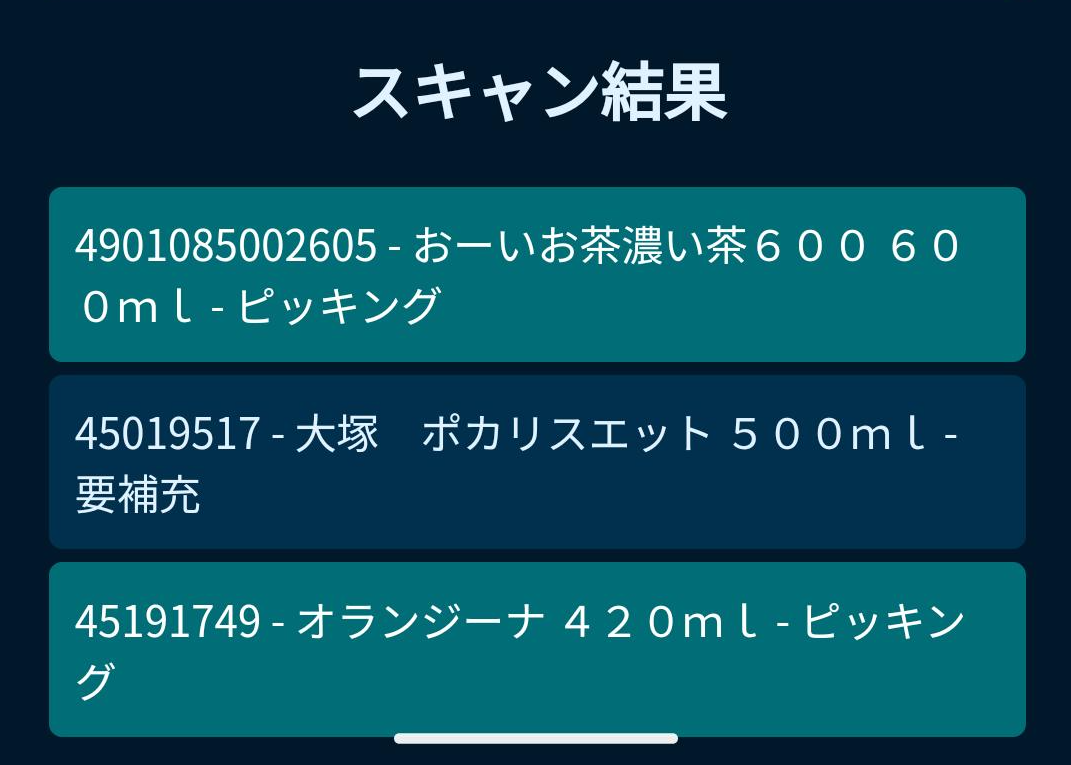 スキャン結果
4901085002605 - おーいお茶濃い茶６００ ６０
０ｍｌ - ピッキング
45019517 - 大塚　ポカリスエット ５００ｍｌ -
要補充
45191749 - オランジーナ ４２０ｍｌ - ピッキン
グ